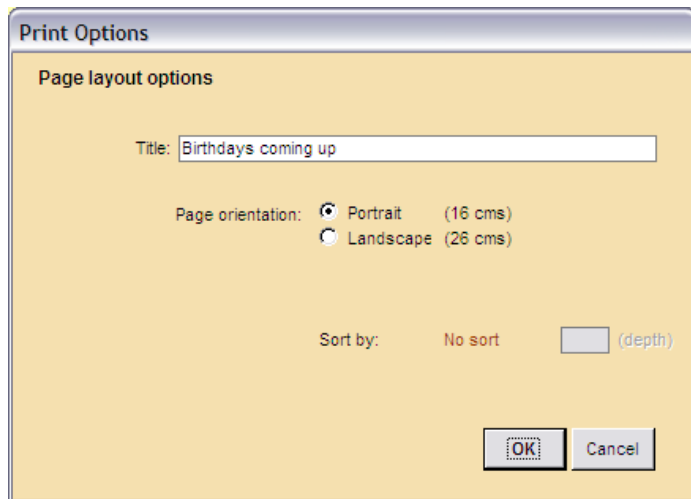 Print Options
Page layout options
Title: Birthdays coming up
Page orientation: Portrait (16 cms)
Landscape (26 cms)
Sort by: No sort (depth)
OK Cancel